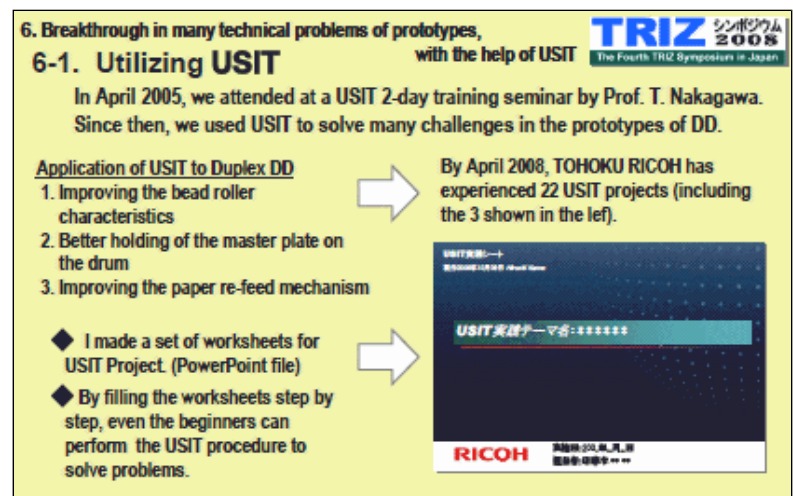 6. Breakthrough in many technical problems of prototypes,
with the help of USIT
TRIZ シンポジウム 2008
The Fourth TRIZ Symposium in Japan
6-1. Utilizing USIT
In April 2005, we attended at a USIT 2-day training seminar by Prof. T. Nakagawa.
Since then, we used USIT to solve many challenges in the prototypes of DD.
Application of USIT to Duplex DD
1. Improving the bead roller
characteristics
2. Better holding of the master plate on
the drum
3. Improving the paper re-feed mechanism
By April 2008, TOHOKU RICOH has
experienced 22 USIT projects (including
the 3 shown in the lef).
◆ I made a set of worksheets for
USIT Project. (PowerPoint file)
◆ By filling the worksheets step by
step, even the beginners can
perform the USIT procedure to
solve problems.
USIT実践シート
USIT実践テーマ名:******
RICOH